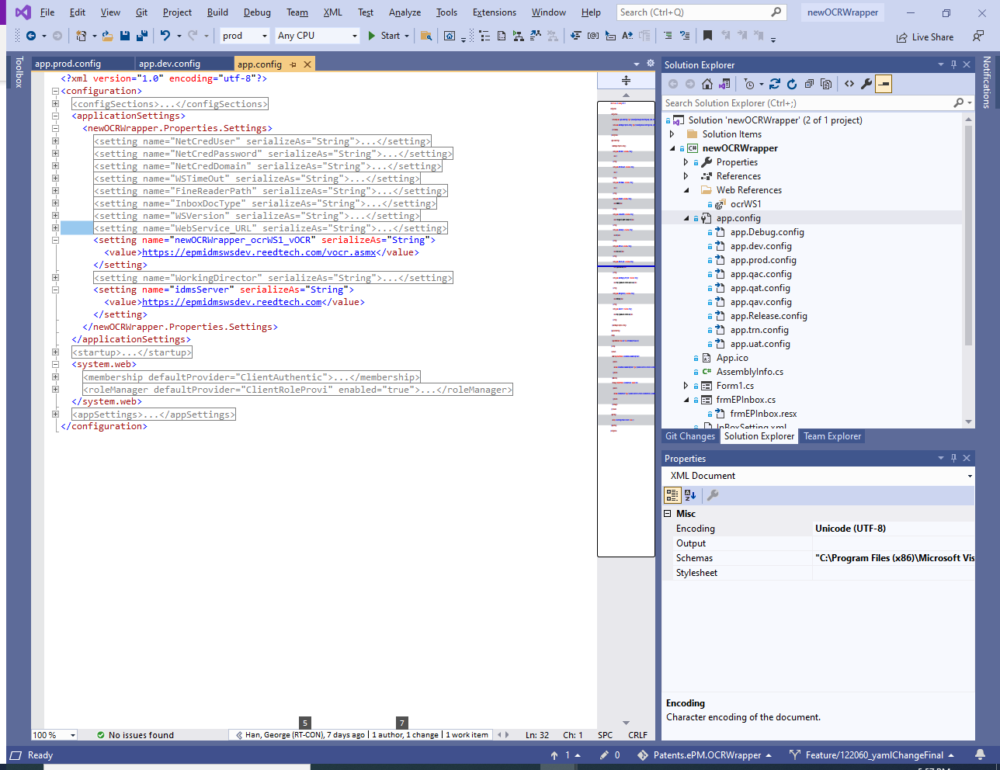 File Edit View Git Project Build Debug Team XML Test Analyze Tools Extensions Window Help Search (Ctrl+Q) newOCRWrapper
prod Any CPU Start Live Share
Toolbox
app.prod.config app.dev.config app.config
<?xml version="1.0" encoding="utf-8"?>
<configuration>
<configSections>...</configSections>
<applicationSettings>
<newOCRWrapper.Properties.Settings>
<setting name="NetCredUser" serializeAs="String">...</setting>
<setting name="NetCredPassword" serializeAs="String">...</setting>
<setting name="NetCredDomain" serializeAs="String">...</setting>
<setting name="WSTimeOut" serializeAs="String">...</setting>
<setting name="FineReaderPath" serializeAs="String">...</setting>
<setting name="InboxDocType" serializeAs="String">...</setting>
<setting name="WSVersion" serializeAs="String">...</setting>
<setting name="WebService_URL" serializeAs="String">...</setting>
<setting name="newOCRWrapper_ocrWS1_vOCR" serializeAs="String">
<value>https://epmidmswsdev.reedtech.com/vocr.asmx</value>
</setting>
<setting name="WorkingDirector" serializeAs="String">...</setting>
<setting name="idmsServer" serializeAs="String">
<value>https://epmidmswsdev.reedtech.com</value>
</setting>
</newOCRWrapper.Properties.Settings>
</applicationSettings>
<startup>...</startup>
<system.web>
<membership defaultProvider="ClientAuthentic">...</membership>
<roleManager defaultProvider="ClientRoleProvi" enabled="true">...</roleManager>
</system.web>
<appSettings>...</appSettings>
</configuration>
5 7
100 % No issues found Han, George (RT-CON), 7 days ago | 1 author, 1 change | 1 work item Ln: 32 Ch: 1 SPC CRLF
Solution Explorer
Search Solution Explorer (Ctrl+;)
Solution 'newOCRWrapper' (2 of 1 project)
Solution Items
C# newOCRWrapper
Properties
References
Web References
ocrWS1
app.config
app.Debug.config
app.dev.config
app.prod.config
app.qac.config
app.qat.config
app.qav.config
app.Release.config
app.trn.config
app.uat.config
App.ico
C# AssemblyInfo.cs
Form1.cs
frmEPInbox.cs
frmEPInbox.resx
InBoxSetting.xml
Git Changes Solution Explorer Team Explorer
Notifications
Properties
XML Document
Misc
Encoding Unicode (UTF-8)
Output
Schemas "C:\Program Files (x86)\Microsoft Vis
Stylesheet
Encoding
Character encoding of the document.
Ready 1 0 Patents.ePM.OCRWrapper Feature/122060_yamlChangeFinal